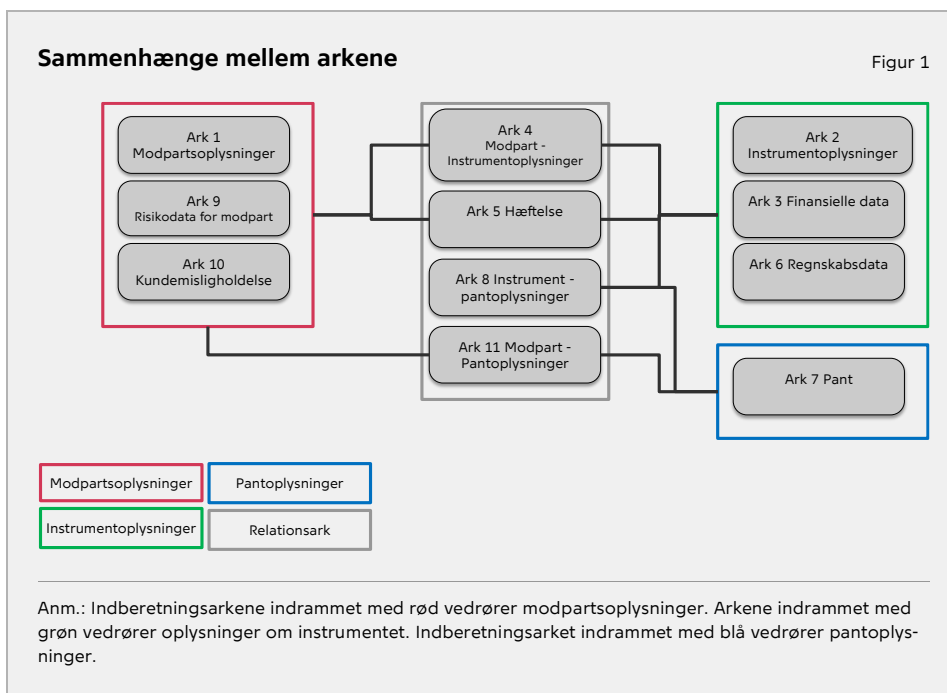 Sammenhænge mellem arkene
Figur 1
Ark 1
Modpartsoplysninger
Ark 9
Risikodata for modpart
Ark 10
Kundemisligholdelse
Ark 4
Modpart -
Instrumentoplysninger
Ark 5 Hæftelse
Ark 8 Instrument -
pantoplysninger
Ark 11 Modpart -
Pantoplysninger
Ark 2
Instrumentoplysninger
Ark 3 Finansielle data
Ark 6 Regnskabsdata
Ark 7 Pant
Modpartsoplysninger
Pantoplysninger
Instrumentoplysninger
Relationsark
Anm.: Indberetningsarkene indrammet med rød vedrører modpartsoplysninger. Arkene indrammet med
grøn vedrører oplysninger om instrumentet. Indberetningsarket indrammet med blå vedrører pantoplys-
ninger.